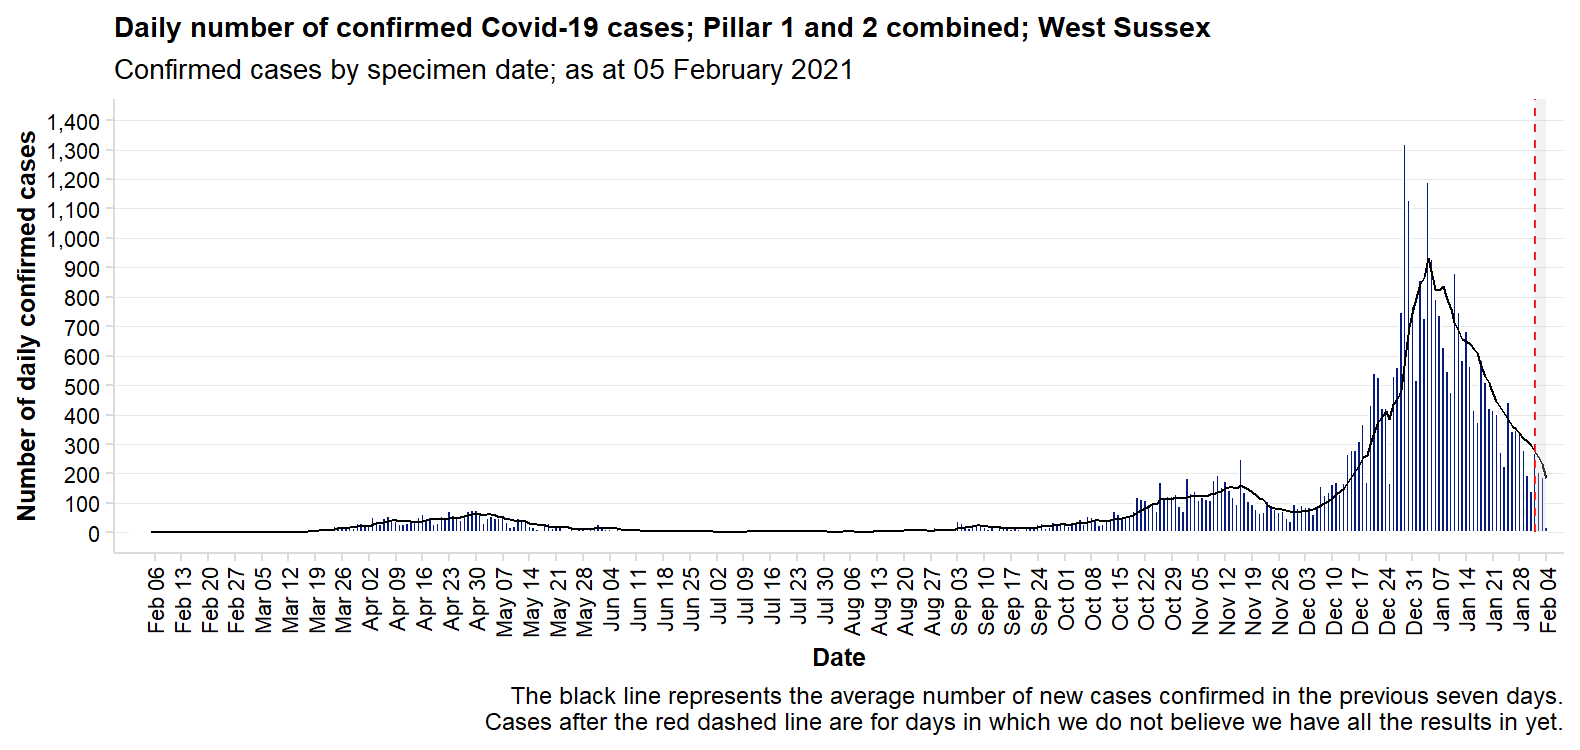 Daily number of confirmed Covid-19 cases; Pillar 1 and 2 combined; West Sussex
Confirmed cases by specimen date; as at 05 February 2021
Number of daily confirmed cases
1,400
1,300
1,200
1,100
1,000
900
800
700
600
500
400
300
200
100
0
Feb 06
Feb 13
Feb 20
Feb 27
Mar 05
Mar 12
Mar 19
Mar 26
Apr 02
Apr 09
Apr 16
Apr 23
Apr 30
May 07
May 14
May 21
May 28
Jun 04
Jun 11
Jun 18
Jun 25
Jul 02
Jul 09
Jul 16
Jul 23
Jul 30
Aug 06
Aug 13
Aug 20
Aug 27
Sep 03
Sep 10
Sep 17
Sep 24
Oct 01
Oct 08
Oct 15
Oct 22
Oct 29
Nov 05
Nov 12
Nov 19
Nov 26
Dec 03
Dec 10
Dec 17
Dec 24
Dec 31
Jan 07
Jan 14
Jan 21
Jan 28
Feb 04
Date
The black line represents the average number of new cases confirmed in the previous seven days.
Cases after the red dashed line are for days in which we do not believe we have all the results in yet.